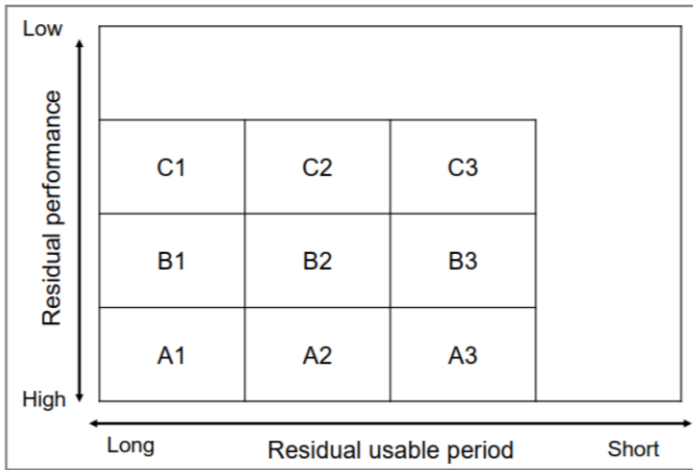 Low
Residual performance
C1 C2 C3
B1 B2 B3
A1 A2 A3
High
Long Residual usable period Short